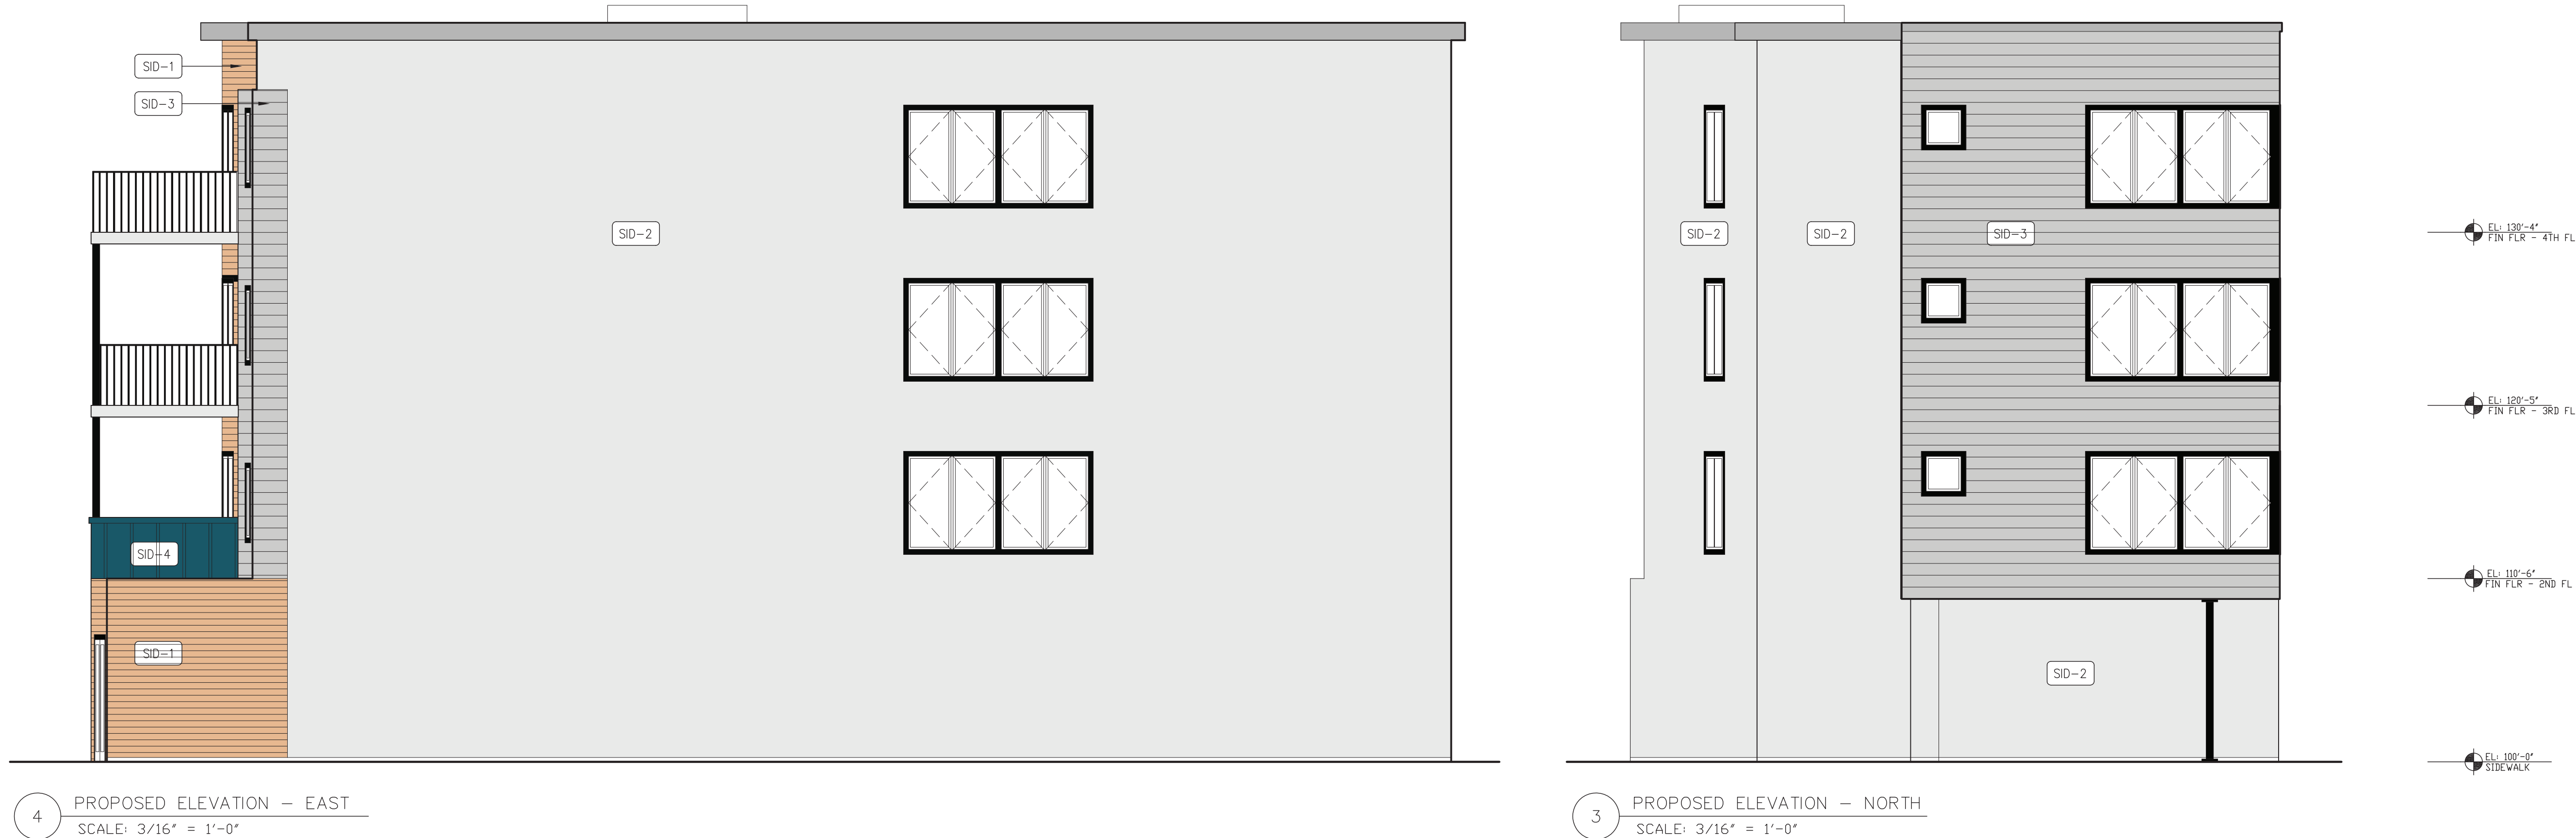 SID-1
SID-3
SID-2
SID-4
SID-1
4
PROPOSED ELEVATION - EAST
SCALE: 3/16" = 1'-0"
SID-2
SID-2
SID-3
SID-2
3
PROPOSED ELEVATION - NORTH
SCALE: 3/16" = 1'-0"
EL: 130'-4"
FIN FLR - 4TH FL
EL: 120'-5"
FIN FLR - 3RD FL
EL: 110'-6"
FIN FLR - 2ND FL
EL: 100'-0"
SIDEWALK